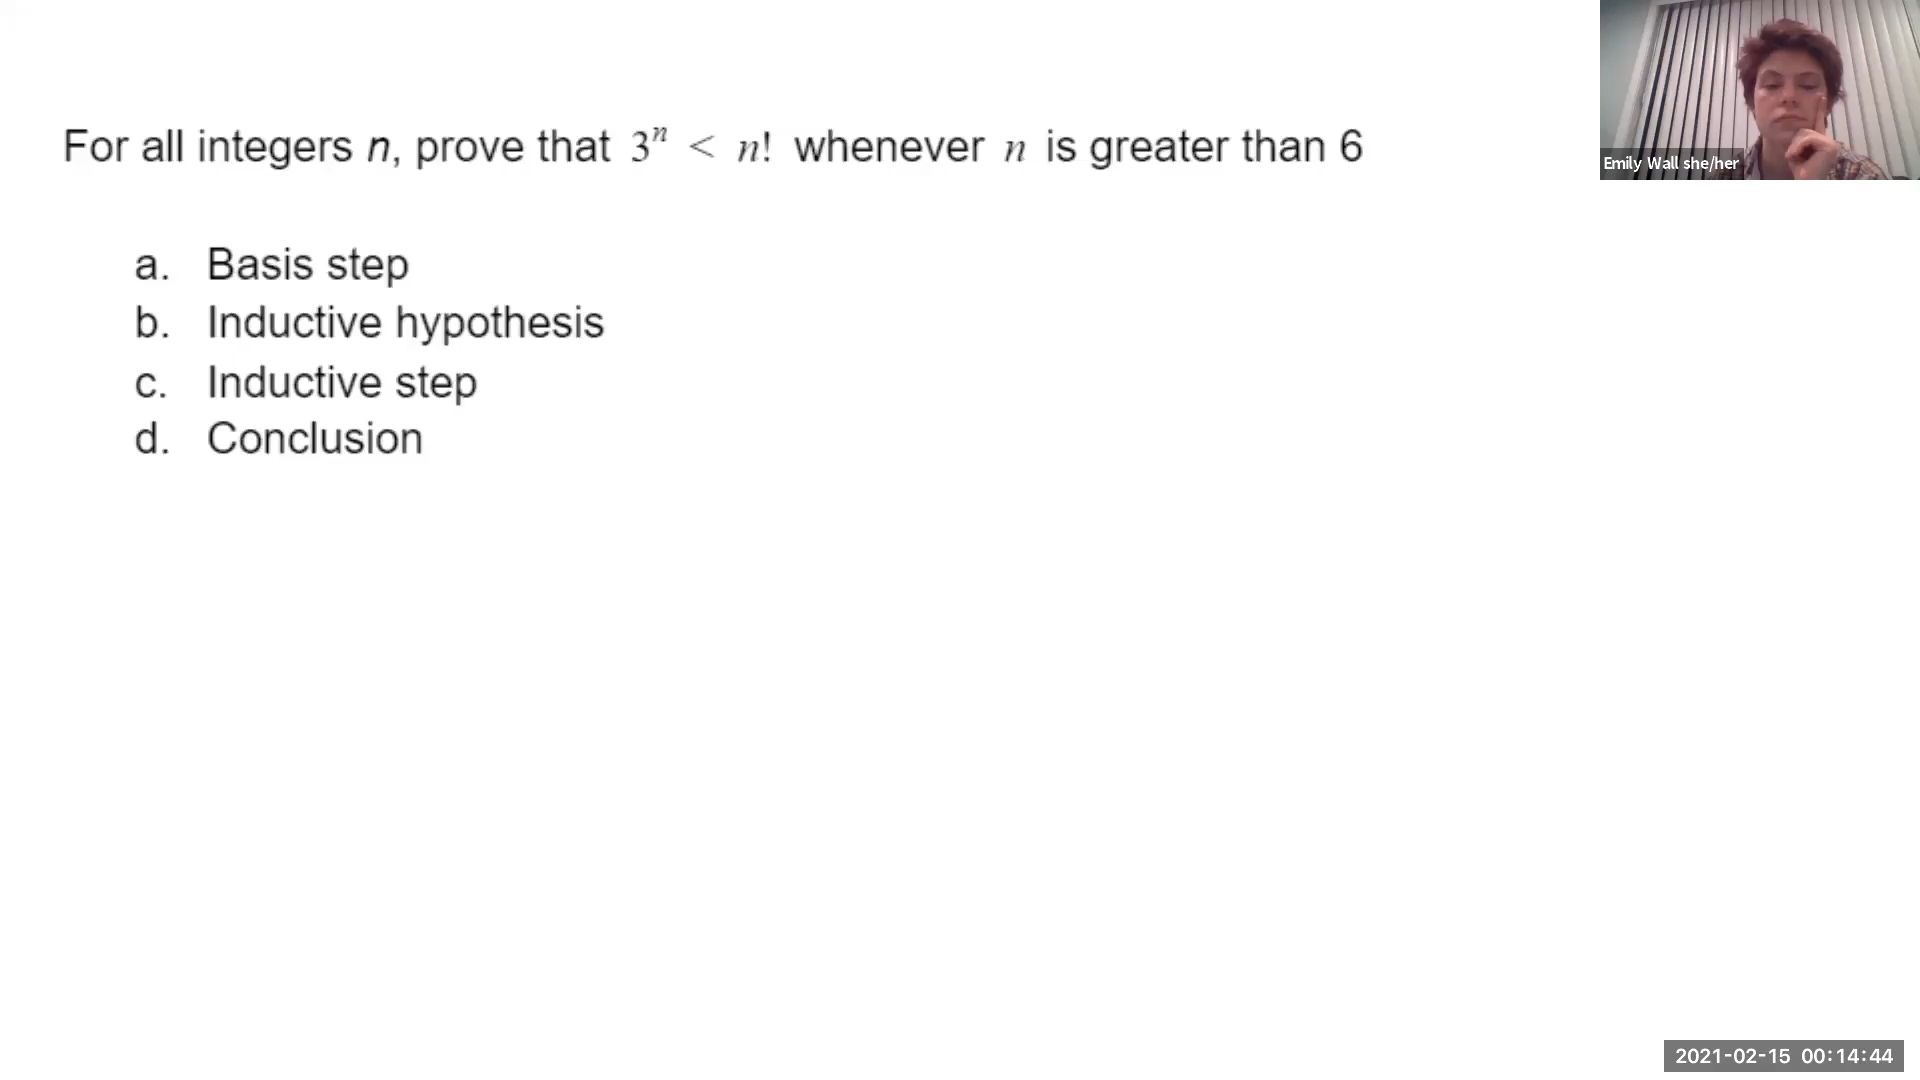 For all integers n, prove that 3ⁿ < n! whenever n is greater than 6
a. Basis step
b. Inductive hypothesis
c. Inductive step
d. Conclusion
Emily Wall she/her
2021-02-15 00:14:44